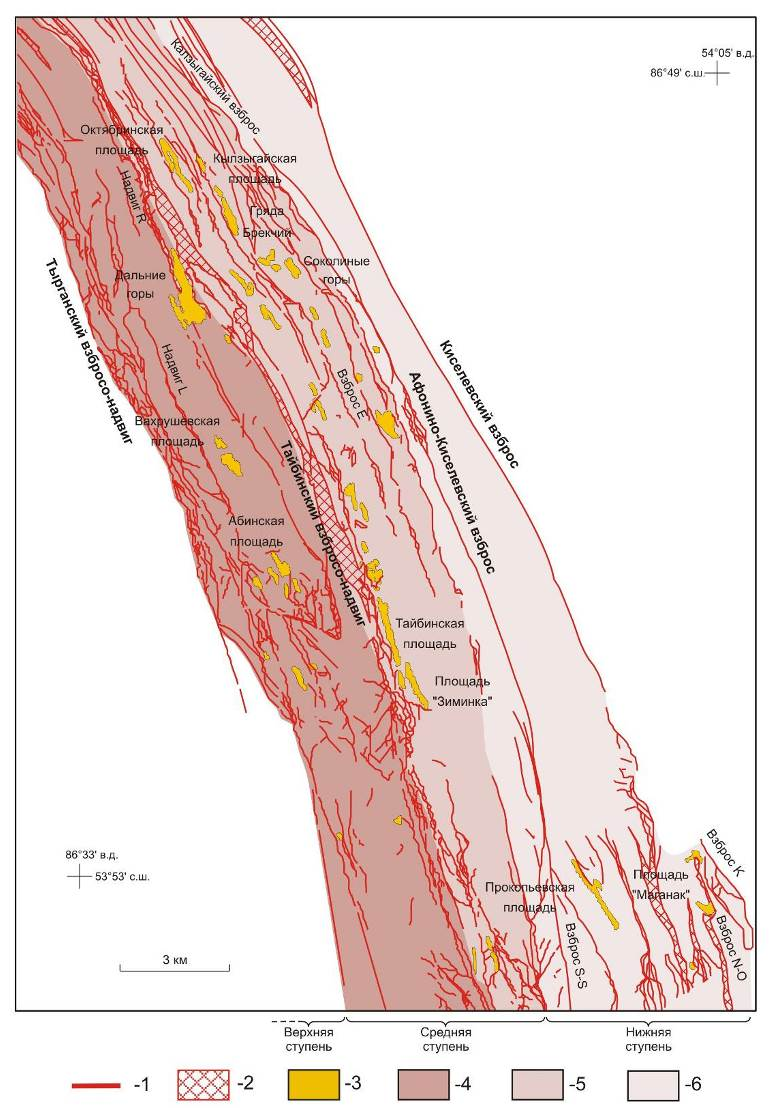 54°05' в.д.
86°49' с.ш.
Калзыгайский взброс
Октябринская
площадь
Кылзыгайская
площадь
Надвиг R
Гряда
Брекчий
Соколиные
горы
Дальние
горы
Тырганский взбросо-надвиг
Надвиг L
Взброс Е
Киселевский взброс
Афонино-Киселевский взброс
Вахрушевская
площадь
Тайбинский взбросо-надвиг
Абинская
площадь
Тайбинская
площадь
Площадь
"Зиминка"
86°33' в.д.
53°53' с.ш.
Взброс К
Площадь
"Маганак"
Прокопьевская
площадь
Взброс S-S
Взброс N-O
3 км
Верхняя
ступень
Средняя
ступень
Нижняя
ступень
-1 -2 -3 -4 -5 -6